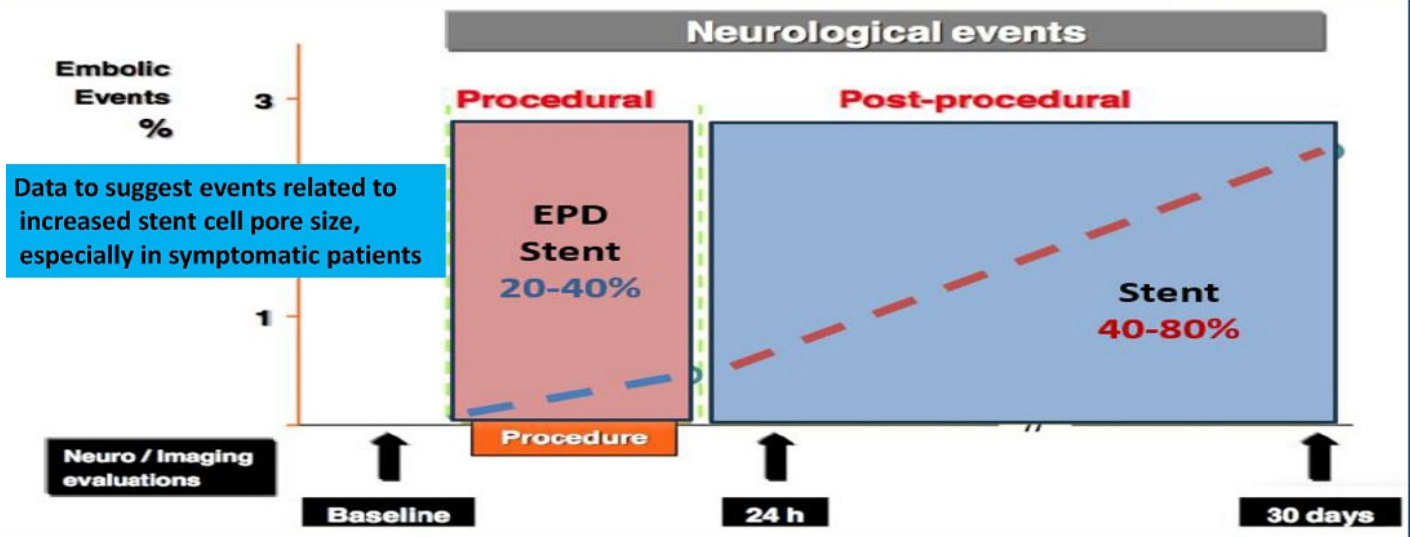 Neurological events
Embolic
Events
%
3
1
Procedural
Post-procedural
Data to suggest events related to
increased stent cell pore size,
especially in symptomatic patients
EPD
Stent
20-40%
Stent
40-80%
Procedure
//
Neuro / Imaging
evaluations
Baseline
24 h
30 days